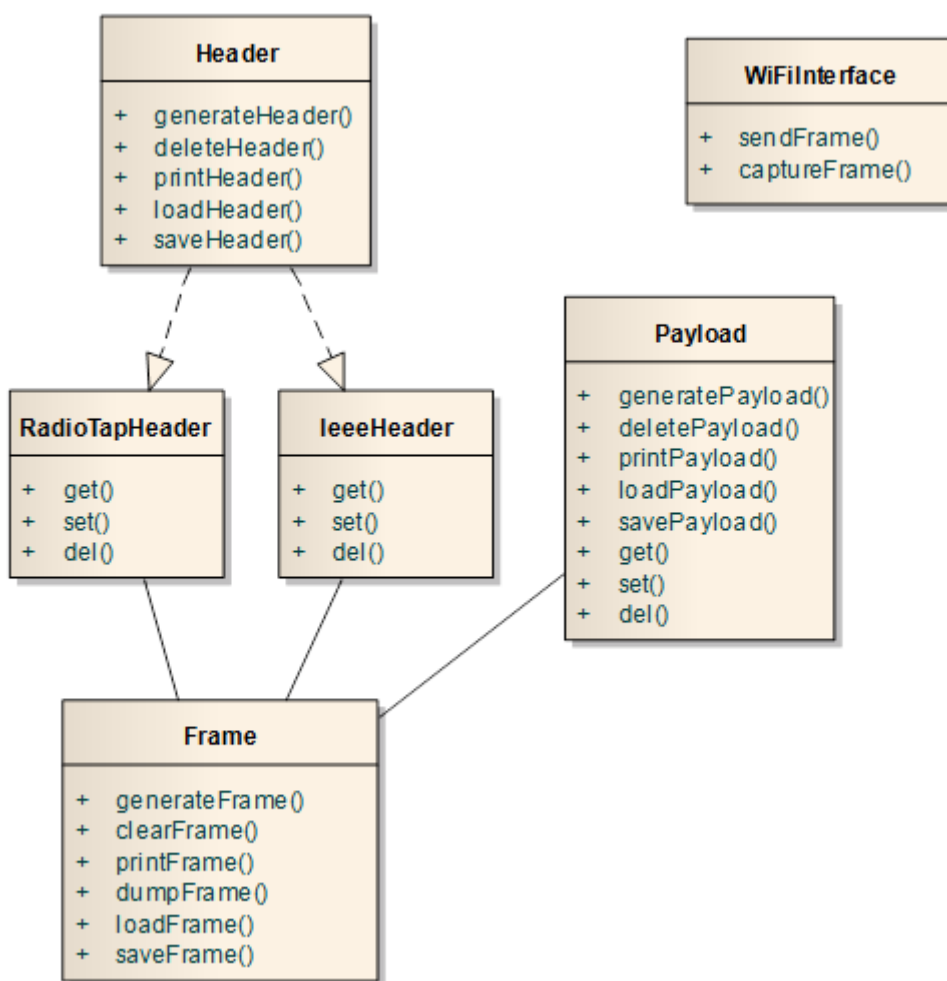 Header
+ generateHeader()
+ deleteHeader()
+ printHeader()
+ loadHeader()
+ saveHeader()
WiFiInterface
+ sendFrame()
+ captureFrame()
RadioTapHeader
+ get()
+ set()
+ del()
IeeeHeader
+ get()
+ set()
+ del()
Payload
+ generatePayload()
+ deletePayload()
+ printPayload()
+ loadPayload()
+ savePayload()
+ get()
+ set()
+ del()
Frame
+ generateFrame()
+ clearFrame()
+ printFrame()
+ dumpFrame()
+ loadFrame()
+ saveFrame()